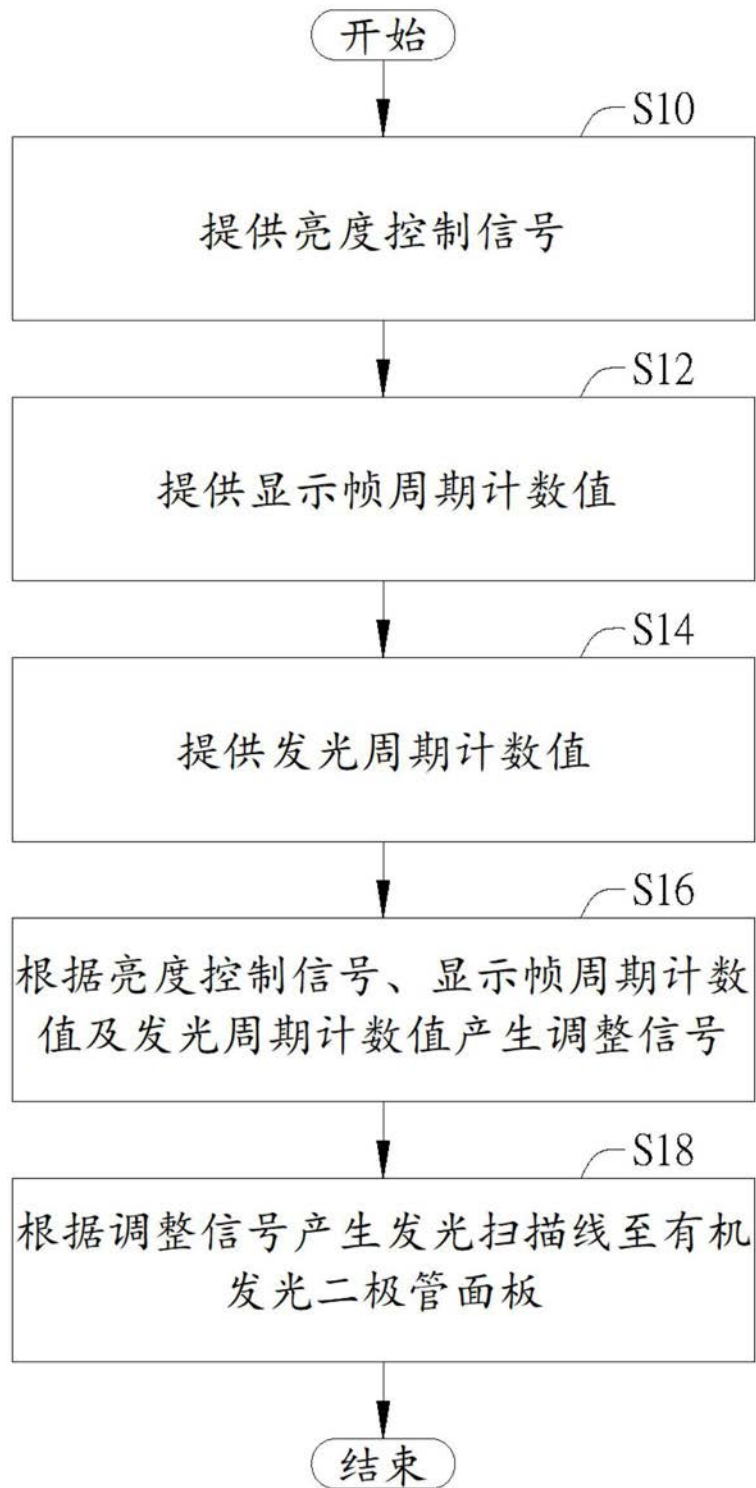 开始
S10
提供亮度控制信号
S12
提供显示帧周期计数值
S14
提供发光周期计数值
S16
根据亮度控制信号、显示帧周期计数
值及发光周期计数值产生调整信号
S18
根据调整信号产生发光扫描线至有机
发光二极管面板
结束